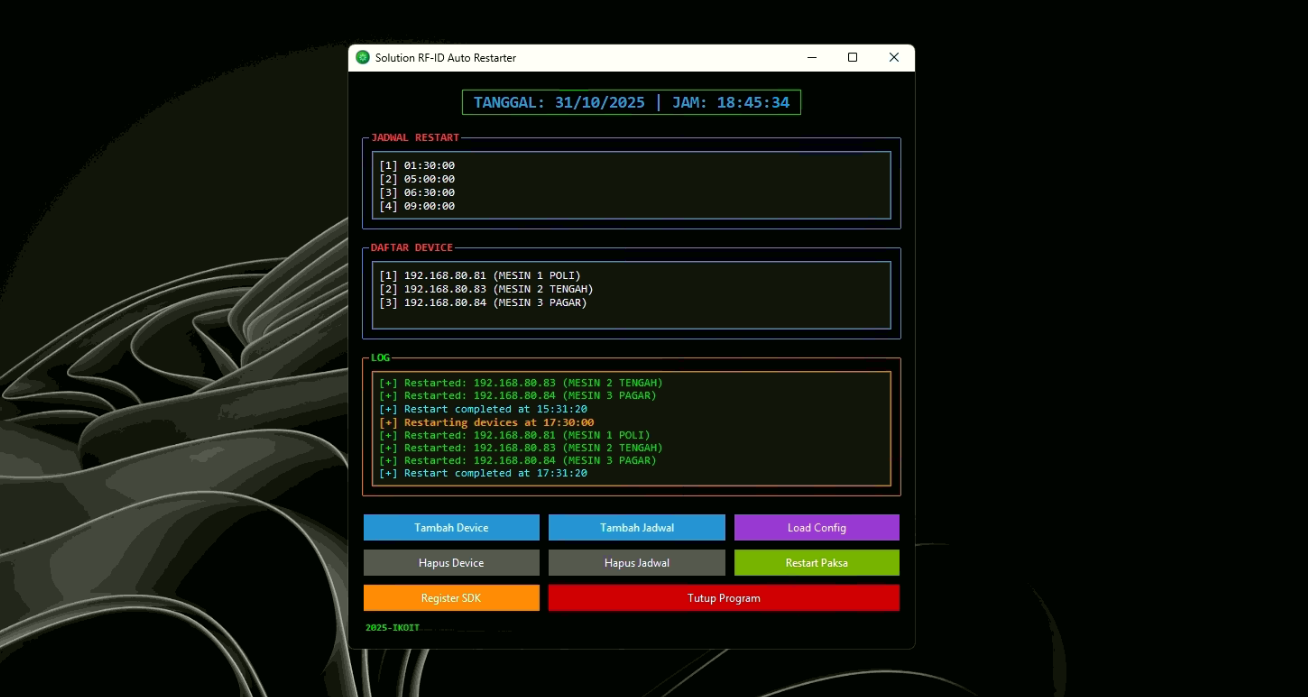 Solution RF-ID Auto Restarter
TANGGAL: 31/10/2025 | JAM: 18:45:34
JADWAL RESTART
[1] 01:30:00
[2] 05:00:00
[3] 06:30:00
[4] 09:00:00
DAFTAR DEVICE
[1] 192.168.80.81 (MESIN 1 POLI)
[2] 192.168.80.83 (MESIN 2 TENGAH)
[3] 192.168.80.84 (MESIN 3 PAGAR)
LOG
[+] Restarted: 192.168.80.83 (MESIN 2 TENGAH)
[+] Restarted: 192.168.80.84 (MESIN 3 PAGAR)
[+] Restart completed at 15:31:20
[+] Restarting devices at 17:30:00
[+] Restarted: 192.168.80.81 (MESIN 1 POLI)
[+] Restarted: 192.168.80.83 (MESIN 2 TENGAH)
[+] Restarted: 192.168.80.84 (MESIN 3 PAGAR)
[+] Restart completed at 17:31:20
Tambah Device
Tambah Jadwal
Load Config
Hapus Device
Hapus Jadwal
Restart Paksa
Register SDK
Tutup Program
2025-IKOIT